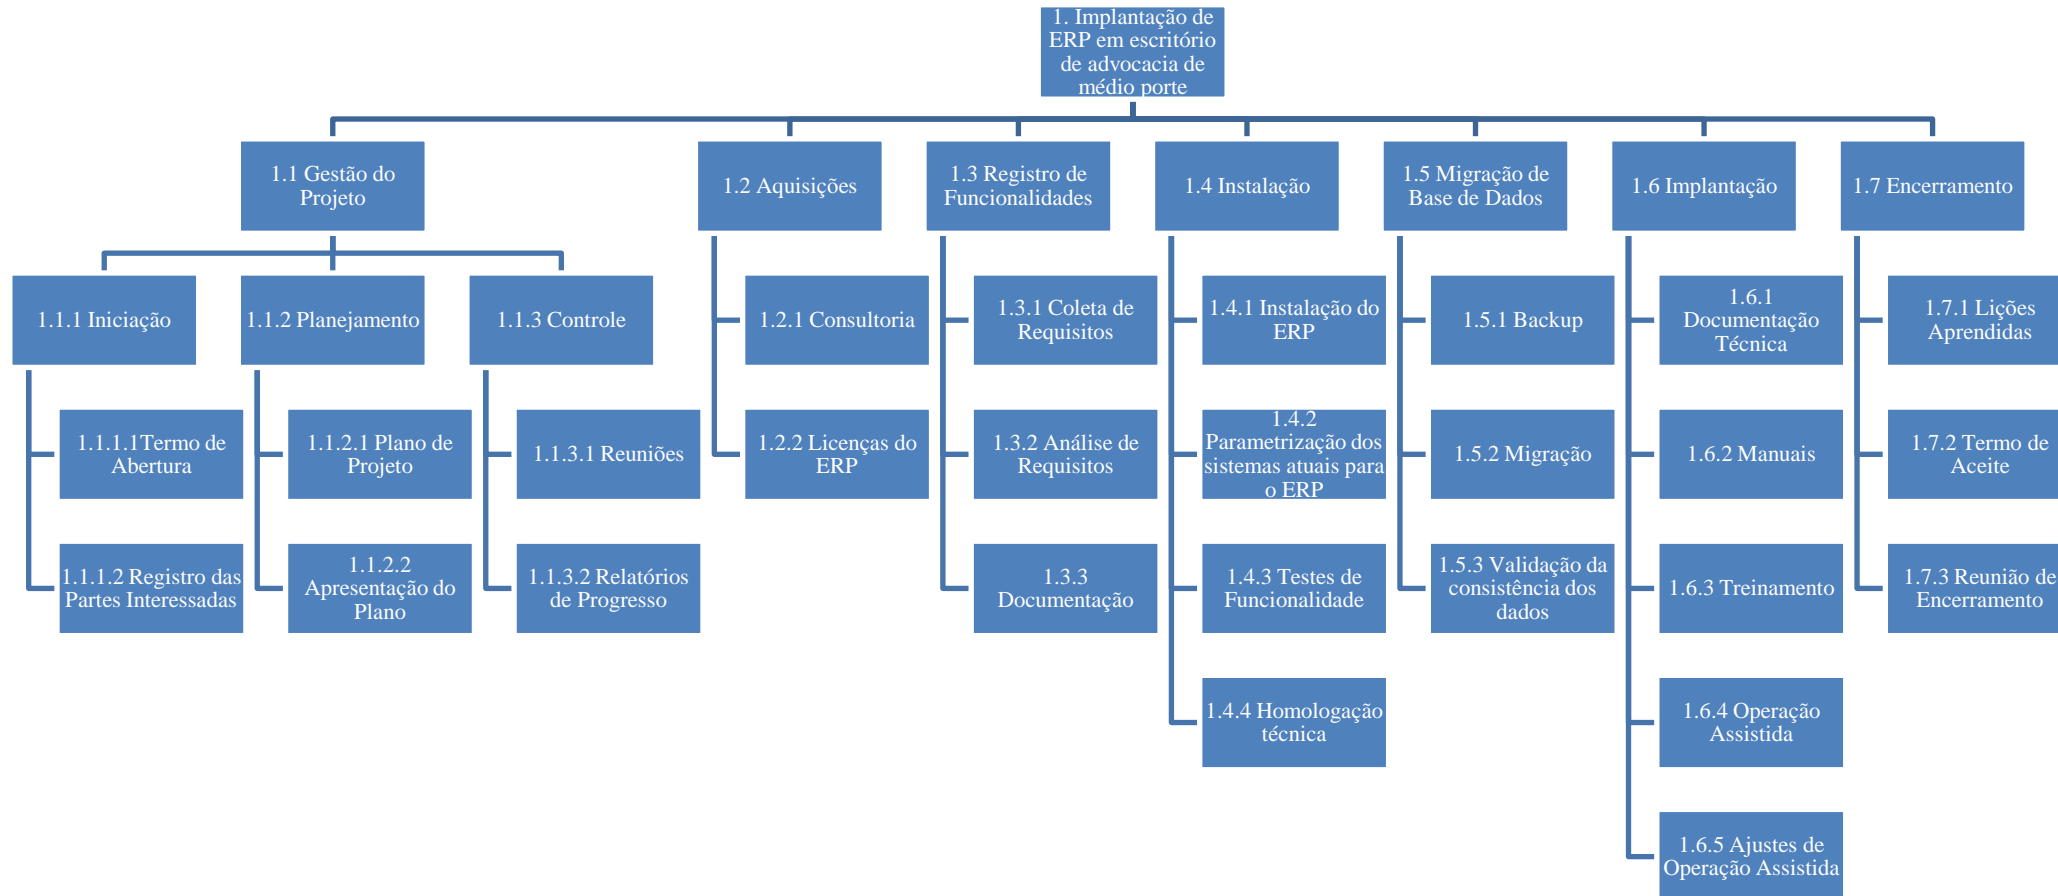 1. Implantação de
ERP em escritório
de advocacia de
médio porte
1.1 Gestão do
Projeto
1.2 Aquisições
1.3 Registro de
Funcionalidades
1.4 Instalação
1.5 Migração de
Base de Dados
1.6 Implantação
1.7 Encerramento
1.1.1 Iniciação
1.1.2 Planejamento
1.1.3 Controle
1.2.1 Consultoria
1.3.1 Coleta de
Requisitos
1.4.1 Instalação do
ERP
1.5.1 Backup
1.6.1
Documentação
Técnica
1.7.1 Lições
Aprendidas
1.1.1.1Termo de
Abertura
1.1.2.1 Plano de
Projeto
1.1.3.1 Reuniões
1.2.2 Licenças do
ERP
1.3.2 Análise de
Requisitos
1.4.2
Parametrização dos
sistemas atuais para
o ERP
1.5.2 Migração
1.6.2 Manuais
1.7.2 Termo de
Aceite
1.1.1.2 Registro das
Partes Interessadas
1.1.2.2
Apresentação do
Plano
1.1.3.2 Relatórios
de Progresso
1.3.3
Documentação
1.4.3 Testes de
Funcionalidade
1.5.3 Validação da
consistência dos
dados
1.6.3 Treinamento
1.7.3 Reunião de
Encerramento
1.4.4 Homologação
técnica
1.6.4 Operação
Assistida
1.6.5 Ajustes de
Operação Assistida